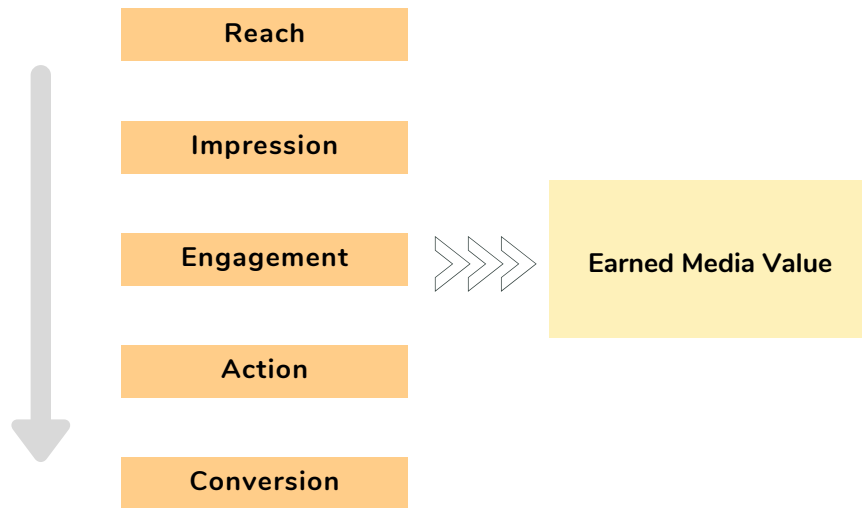 Reach
Impression
Engagement
Earned Media Value
Action
Conversion